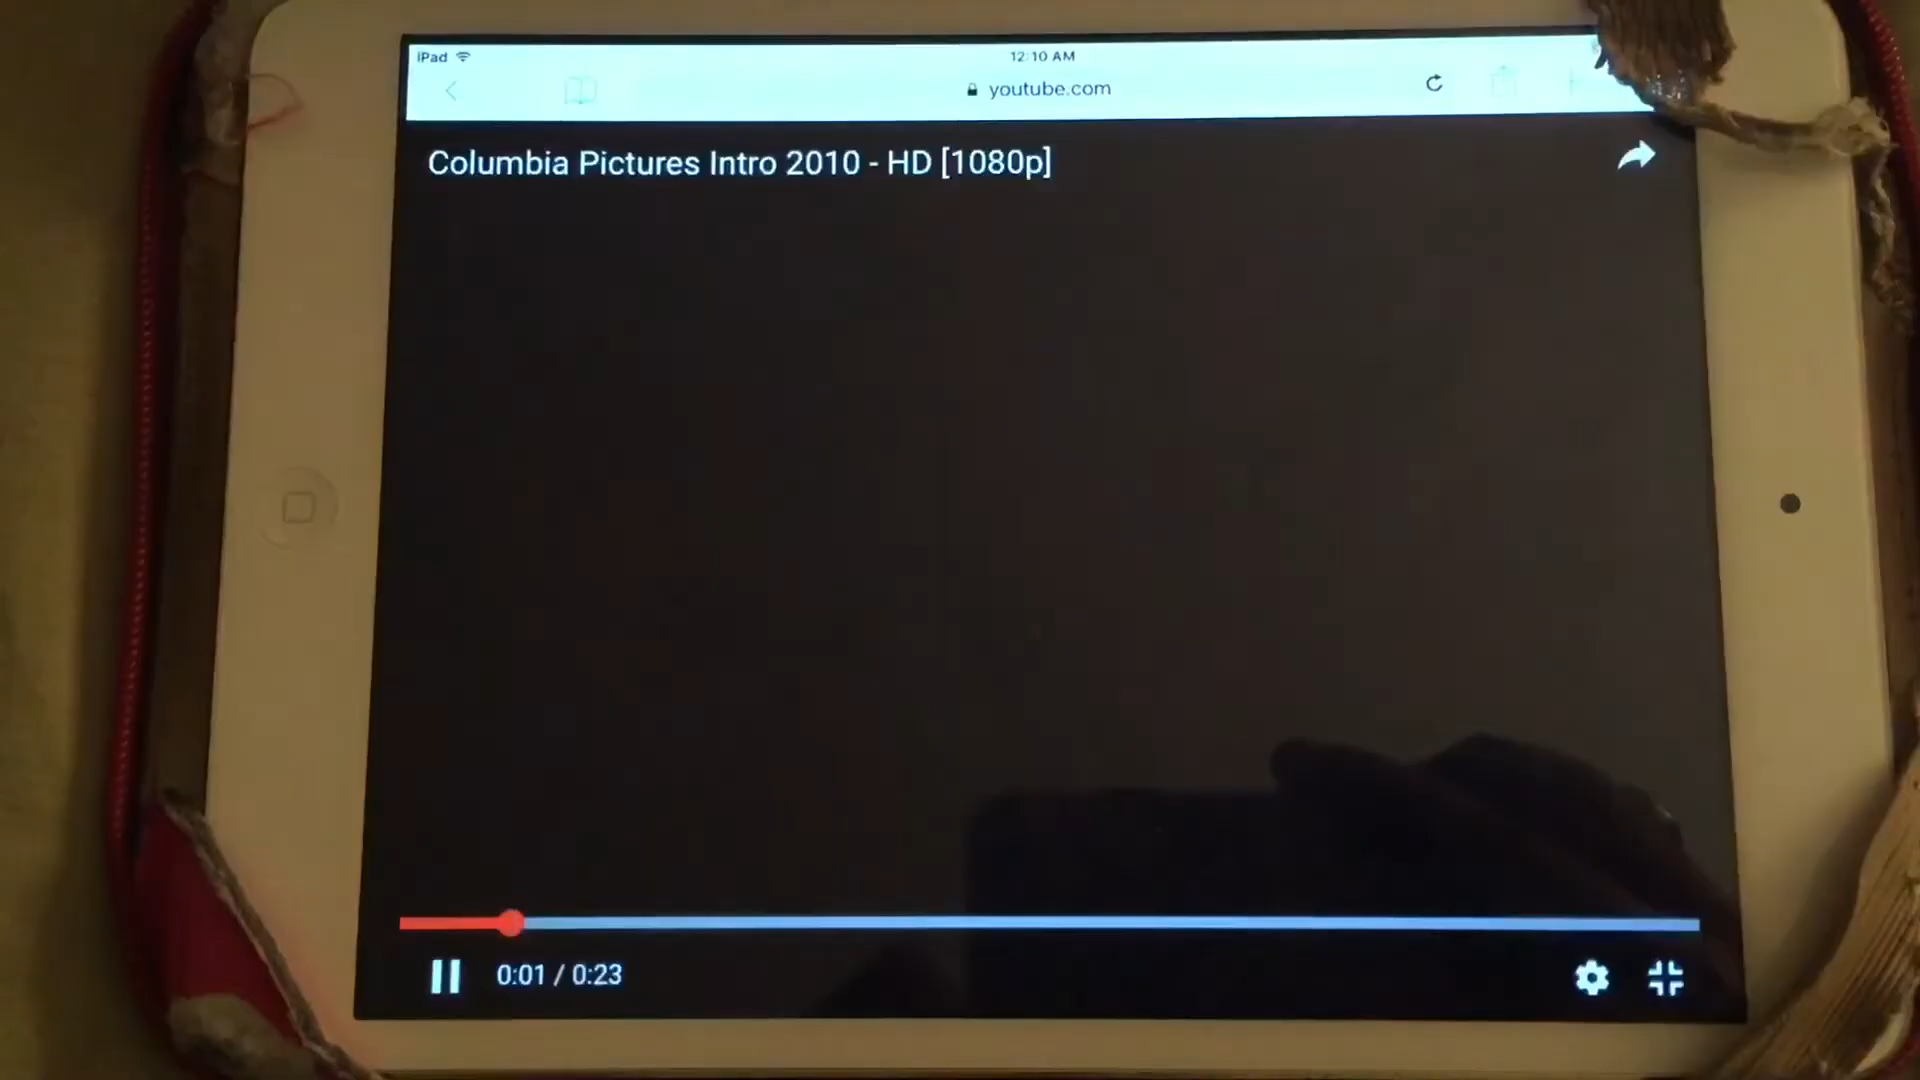 iPad
12:10 AM
youtube.com
Columbia Pictures Intro 2010 - HD [1080p]
0:01 / 0:23